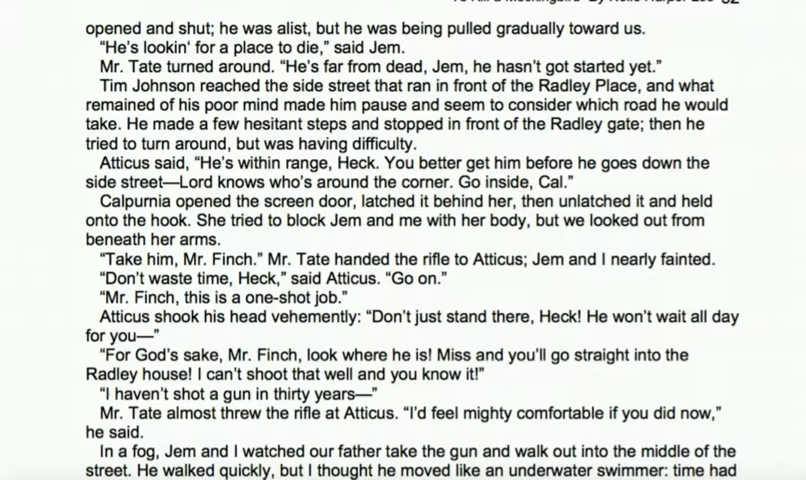 opened and shut; he was alist, but he was being pulled gradually toward us.
“He’s lookin‘ for a place to die,” said Jem.
Mr. Tate turned around. “He’s far from dead, Jem, he hasn’t got started yet.”
Tim Johnson reached the side street that ran in front of the Radley Place, and what
remained of his poor mind made him pause and seem to consider which road he would
take. He made a few hesitant steps and stopped in front of the Radley gate; then he
tried to turn around, but was having difficulty.
Atticus said, “He’s within range, Heck. You better get him before he goes down the
side street—Lord knows who’s around the corner. Go inside, Cal.”
Calpurnia opened the screen door, latched it behind her, then unlatched it and held
onto the hook. She tried to block Jem and me with her body, but we looked out from
beneath her arms.
“Take him, Mr. Finch.” Mr. Tate handed the rifle to Atticus; Jem and I nearly fainted.
“Don’t waste time, Heck,” said Atticus. “Go on.”
“Mr. Finch, this is a one-shot job.”
Atticus shook his head vehemently: “Don’t just stand there, Heck! He won’t wait all day
for you—”
“For God’s sake, Mr. Finch, look where he is! Miss and you’ll go straight into the
Radley house! I can’t shoot that well and you know it!”
“I haven’t shot a gun in thirty years—”
Mr. Tate almost threw the rifle at Atticus. “I’d feel mighty comfortable if you did now,”
he said.
In a fog, Jem and I watched our father take the gun and walk out into the middle of the
street. He walked quickly, but I thought he moved like an underwater swimmer: time had